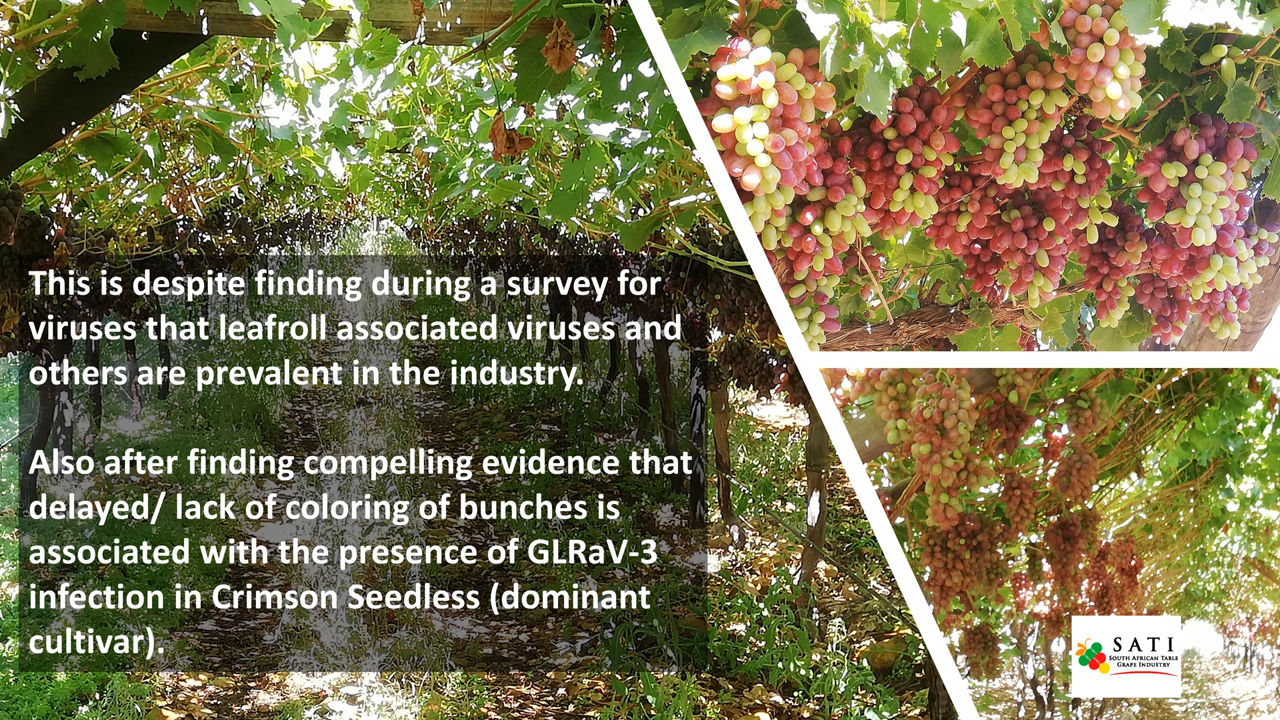 This is despite finding during a survey for
viruses that leafroll associated viruses and
others are prevalent in the industry.
Also after finding compelling evidence that
delayed/ lack of coloring of bunches is
associated with the presence of GLRaV-3
infection in Crimson Seedless (dominant
cultivar).
SATI
South African Table
Grape Industry